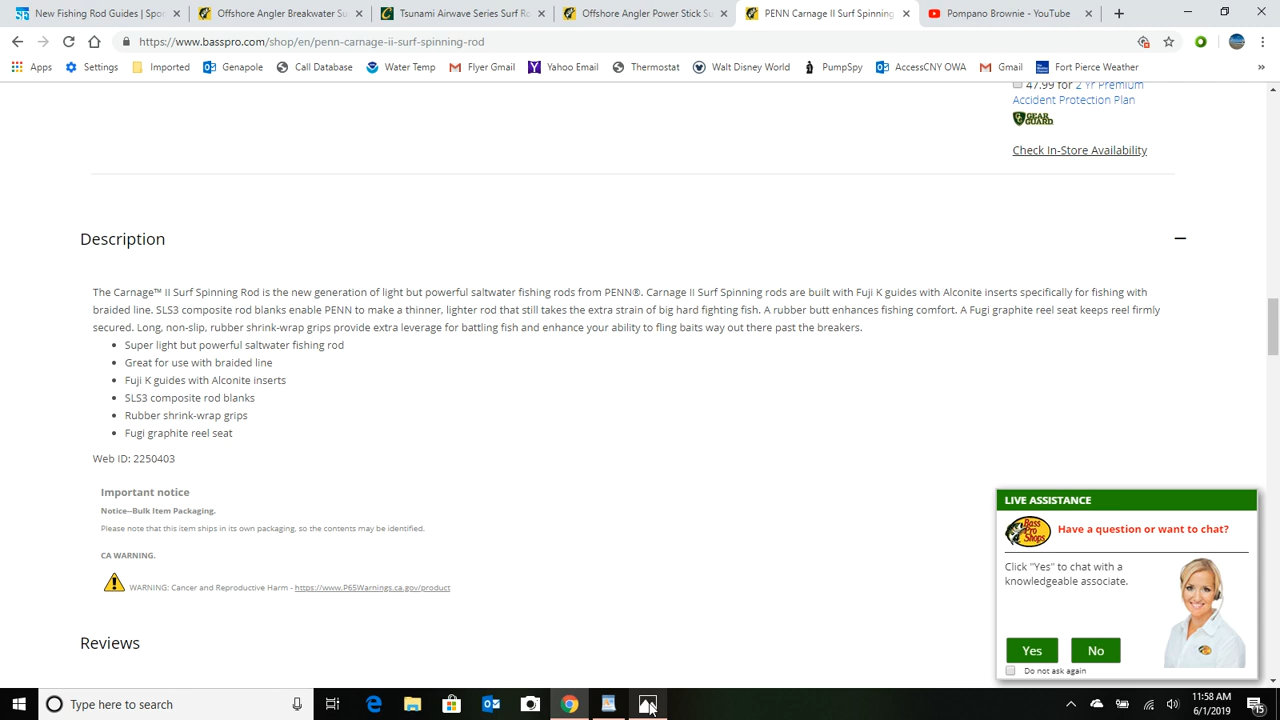 New Fishing Rod Guides | Spor
Offshore Angler Breakwater Su
Tsunami Airwave Series Surf Ro
Offshore Angler Power Stick Su
PENN Carnage II Surf Spinning
Pompano Brownie - YouTube
https://www.basspro.com/shop/en/penn-carnage-ii-surf-spinning-rod
Apps Settings Imported Genapole Call Database Water Temp Flyer Gmail Yahoo Email Thermostat Walt Disney World PumpSpy AccessCNY OWA Gmail Fort Pierce Weather »
47.99 for 2 Yr Premium
Accident Protection Plan
GEAR GUARD
Check In-Store Availability
Description
The Carnage™ II Surf Spinning Rod is the new generation of light but powerful saltwater fishing rods from PENN®. Carnage II Surf Spinning rods are built with Fuji K guides with Alconite inserts specifically for fishing with
braided line. SLS3 composite rod blanks enable PENN to make a thinner, lighter rod that still takes the extra strain of big hard fighting fish. A rubber butt enhances fishing comfort. A Fugi graphite reel seat keeps reel firmly
secured. Long, non-slip, rubber shrink-wrap grips provide extra leverage for battling fish and enhance your ability to fling baits way out there past the breakers.
• Super light but powerful saltwater fishing rod
• Great for use with braided line
• Fuji K guides with Alconite inserts
• SLS3 composite rod blanks
• Rubber shrink-wrap grips
• Fugi graphite reel seat
Web ID: 2250403
Important notice
Notice--Bulk Item Packaging.
Please note that this item ships in its own packaging, so the contents may be identified.
CA WARNING.
WARNING: Cancer and Reproductive Harm - https://www.P65Warnings.ca.gov/product
Reviews
LIVE ASSISTANCE
Bass Pro Shops
Have a question or want to chat?
Click "Yes" to chat with a
knowledgeable associate.
Yes No
Do not ask again
Type here to search
11:58 AM
6/1/2019
15